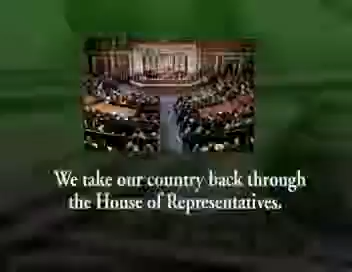 We take our country back through
the House of Representatives.